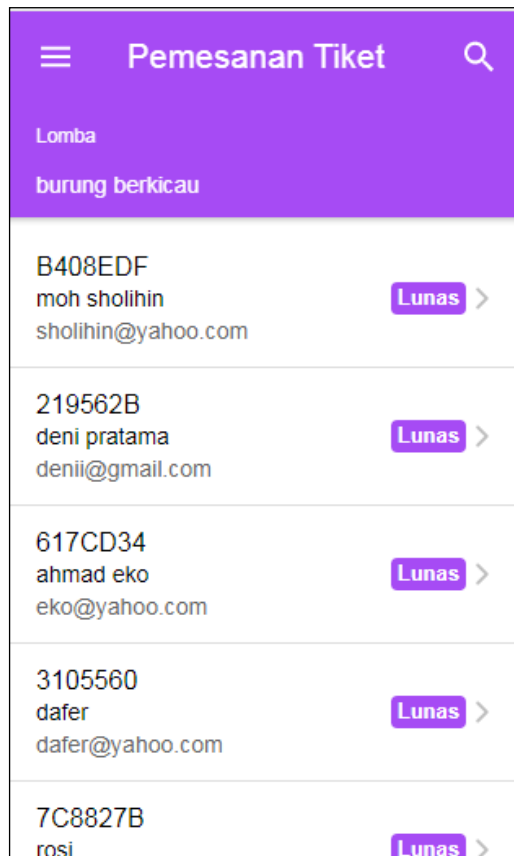 Pemesanan Tiket
Lomba
burung berkicau
B408EDF
moh sholihin
Lunas
sholihin@yahoo.com
219562B
deni pratama
Lunas
denii@gmail.com
617CD34
ahmad eko
Lunas
eko@yahoo.com
3105560
dafer
Lunas
dafer@yahoo.com
7C8827B
rosi
Lunas